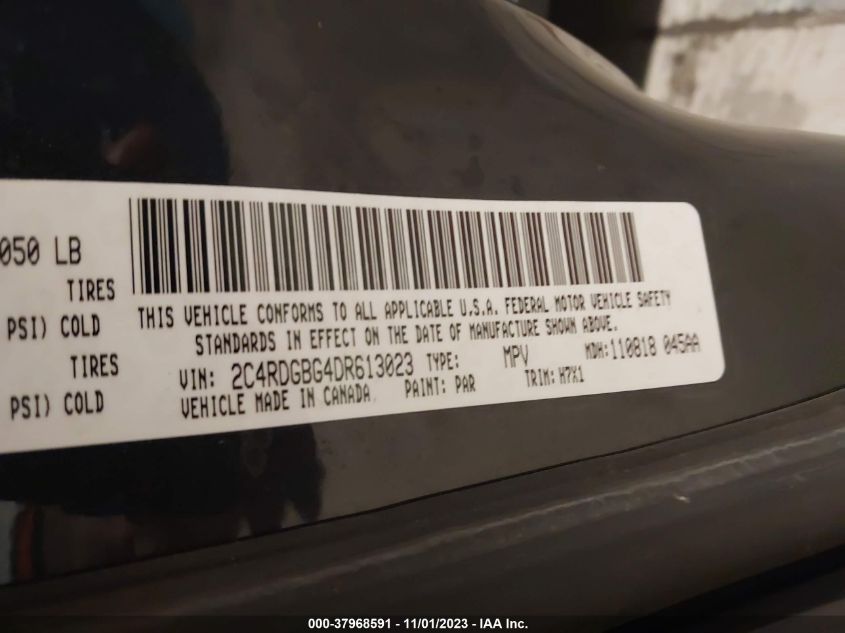 050 LB
TIRES
PSI) COLD
TIRES
PSI) COLD
THIS VEHICLE CONFORMS TO ALL APPLICABLE U.S.A. FEDERAL MOTOR VEHICLE SAFETY
STANDARDS IN EFFECT ON THE DATE OF MANUFACTURE SHOWN ABOVE.
VIN: 2C4RDGBG4DR613023 TYPE: MPV MDH: 110818 045AA
VEHICLE MADE IN CANADA PAINT: PAR TRIM: H7X1
000-37968591 - 11/01/2023 - IAA Inc.